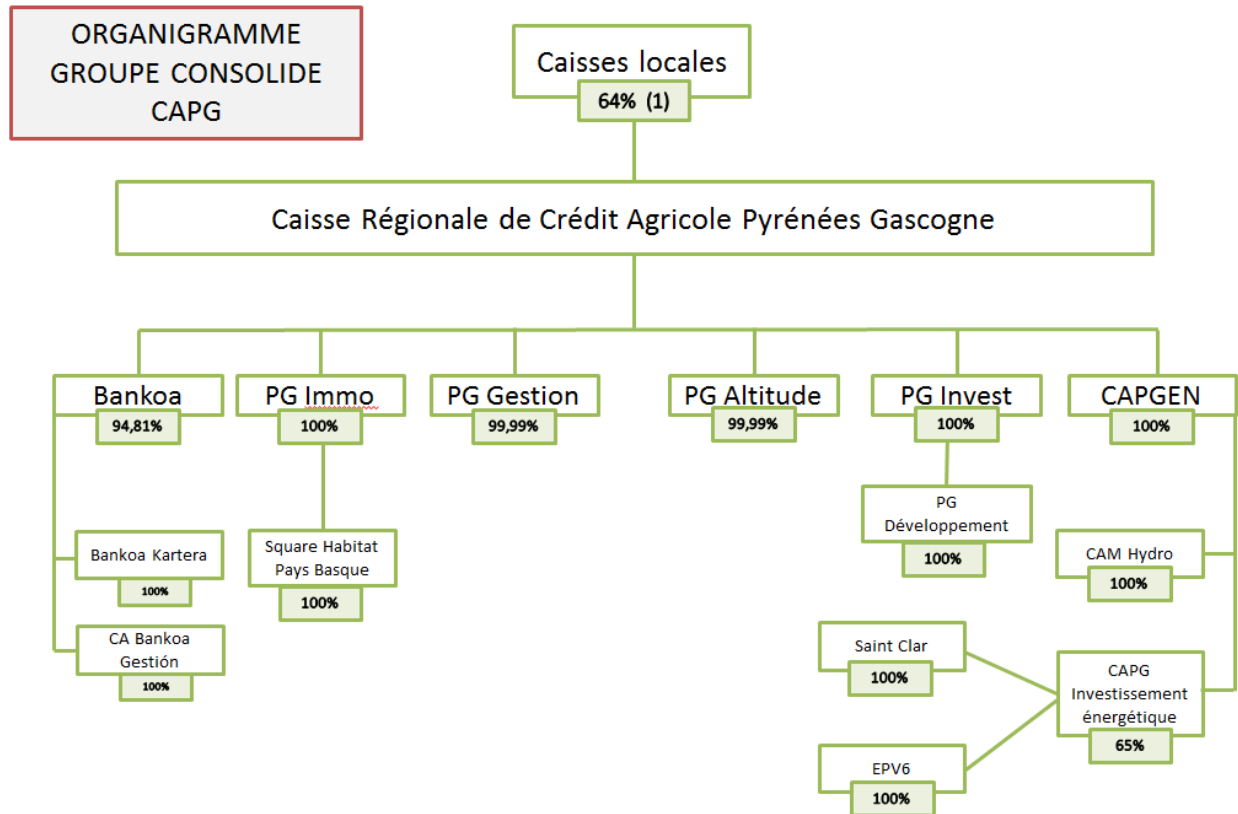 ORGANIGRAMME
GROUPE CONSOLIDE
CAPG
Caisses locales
64% (1)
Caisse Régionale de Crédit Agricole Pyrénées Gascogne
Bankoa
94,81%
PG Immo
100%
PG Gestion
99,99%
PG Altitude
99,99%
PG Invest
100%
CAPGEN
100%
Bankoa Kartera
100%
CA Bankoa
Gestión
100%
Square Habitat
Pays Basque
100%
PG
Développement
100%
CAM Hydro
100%
Saint Clar
100%
CAPG
Investissement
énergétique
65%
EPV6
100%